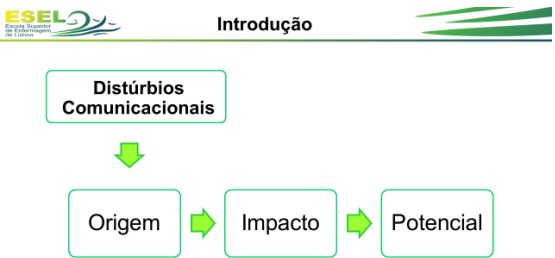 ESEL
Escola Superior
de Enfermagem
de Lisboa
Introdução
Distúrbios
Comunicacionais
Origem
Impacto
Potencial